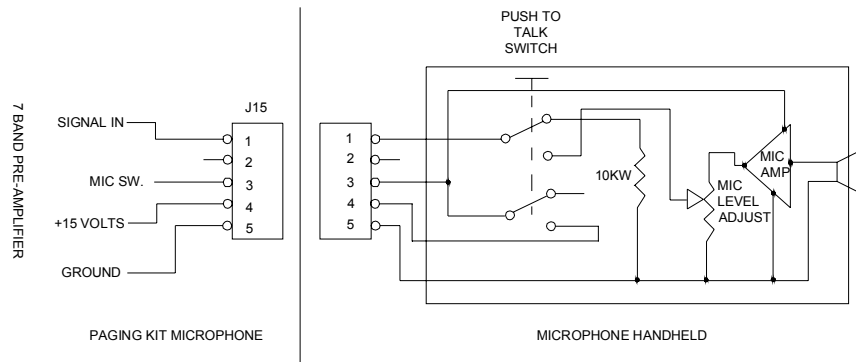 PUSH TO
TALK
SWITCH
7 BAND PRE-AMPLIFIER
J15
SIGNAL IN
1
2
MIC SW.
3
+15 VOLTS
4
5
GROUND
1
2
3
4
5
10KW
MIC
AMP
MIC
LEVEL
ADJUST
PAGING KIT MICROPHONE
MICROPHONE HANDHELD